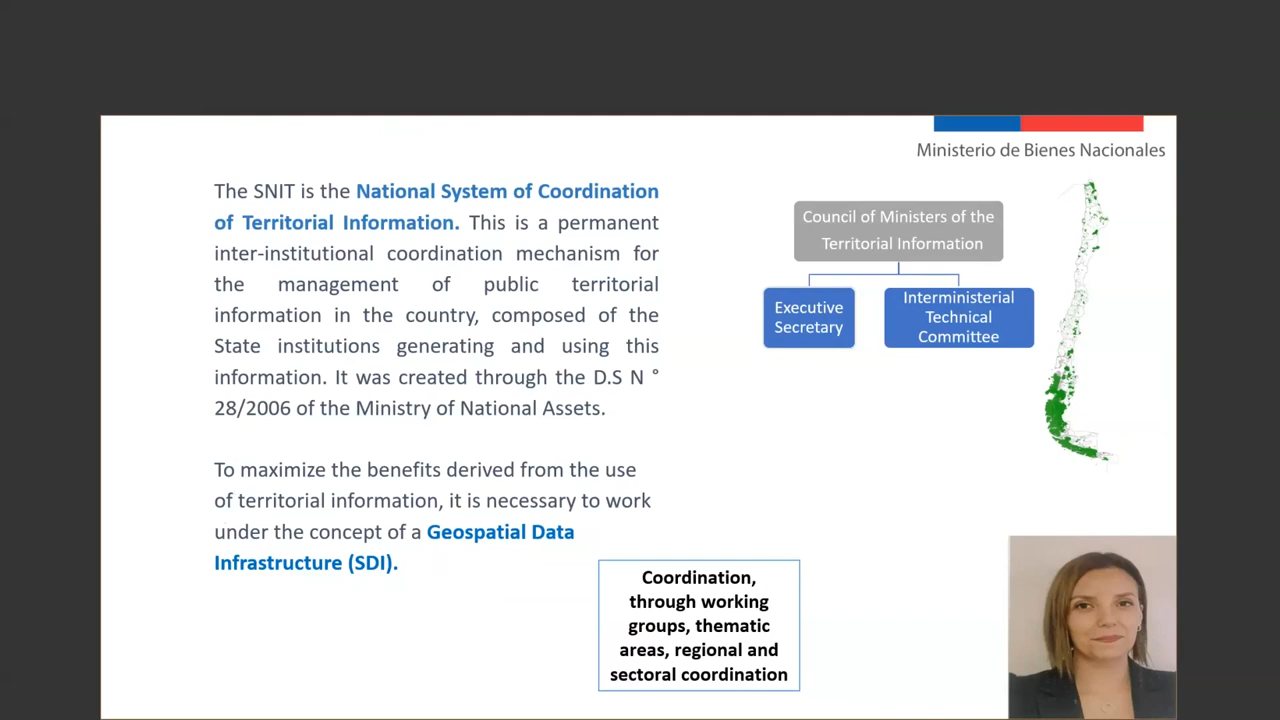 Ministerio de Bienes Nacionales
The SNIT is the National System of Coordination
of Territorial Information. This is a permanent
inter-institutional coordination mechanism for
the management of public territorial
information in the country, composed of the
State institutions generating and using this
information. It was created through the D.S N °
28/2006 of the Ministry of National Assets.
To maximize the benefits derived from the use
of territorial information, it is necessary to work
under the concept of a Geospatial Data
Infrastructure (SDI).
Council of Ministers of the
Territorial Information
Executive
Secretary
Interministerial
Technical
Committee
Coordination,
through working
groups, thematic
areas, regional and
sectoral coordination